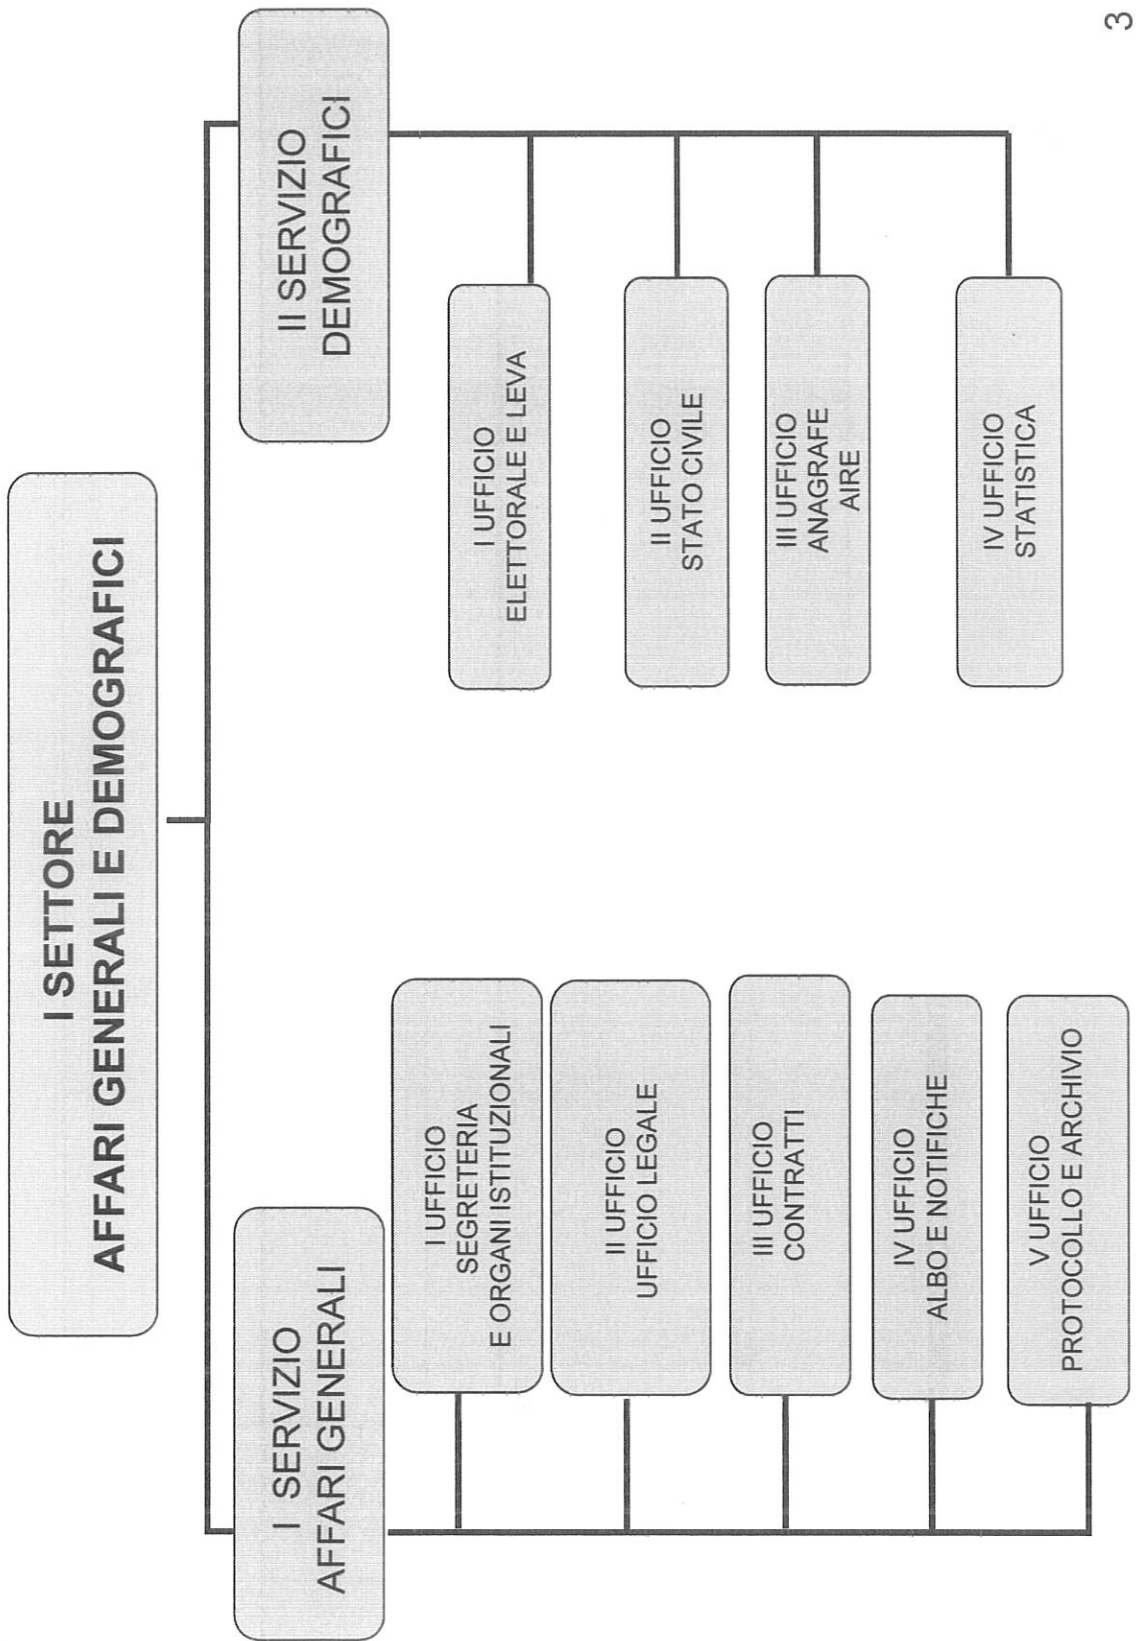 I SETTORE
AFFARI GENERALI E DEMOGRAFICI
I SERVIZIO
AFFARI GENERALI
I UFFICIO
SEGRETERIA
E ORGANI ISTITUZIONALI
II UFFICIO
UFFICIO LEGALE
III UFFICIO
CONTRATTI
IV UFFICIO
ALBO E NOTIFICHE
V UFFICIO
PROTOCOLLO E ARCHIVIO
II SERVIZIO
DEMOGRAFICI
I UFFICIO
ELETTORALE E LEVA
II UFFICIO
STATO CIVILE
III UFFICIO
ANAGRAFE
AIRE
IV UFFICIO
STATISTICA
3